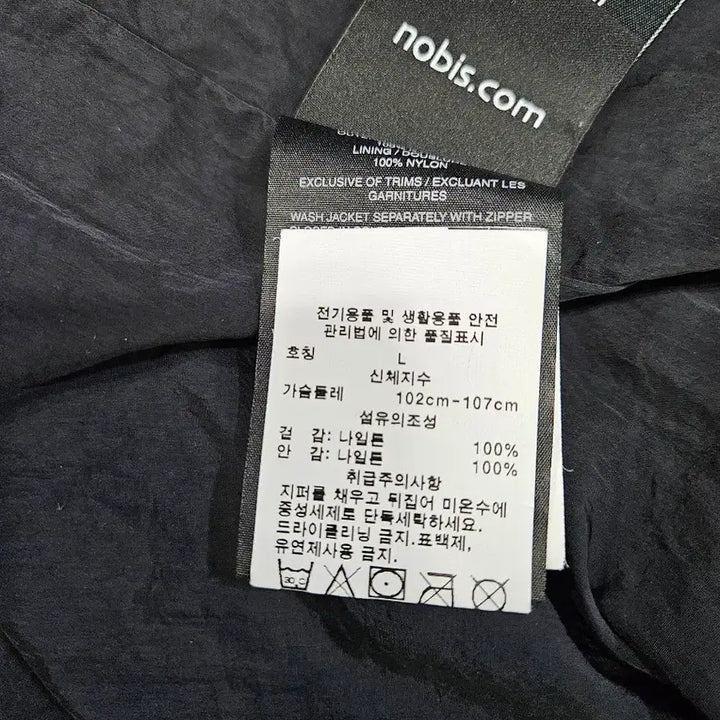 nobis.com
LINING / 
100% NYLON
EXCLUSIVE OF TRIMS / EXCLUANT LES
GARNITURES
WASH JACKET SEPARATELY WITH ZIPPER
전기용품 및 생활용품 안전
관리법에 의한 품질표시
호칭 L
신체지수
가슴둘레 102cm-107cm
섬유의조성
겉 감: 나일론 100%
안 감: 나일론 100%
취급주의사항
지퍼를 채우고 뒤집어 미온수에
중성세제로 단독세탁하세요.
드라이클리닝 금지.표백제,
유연제사용 금지.
30℃